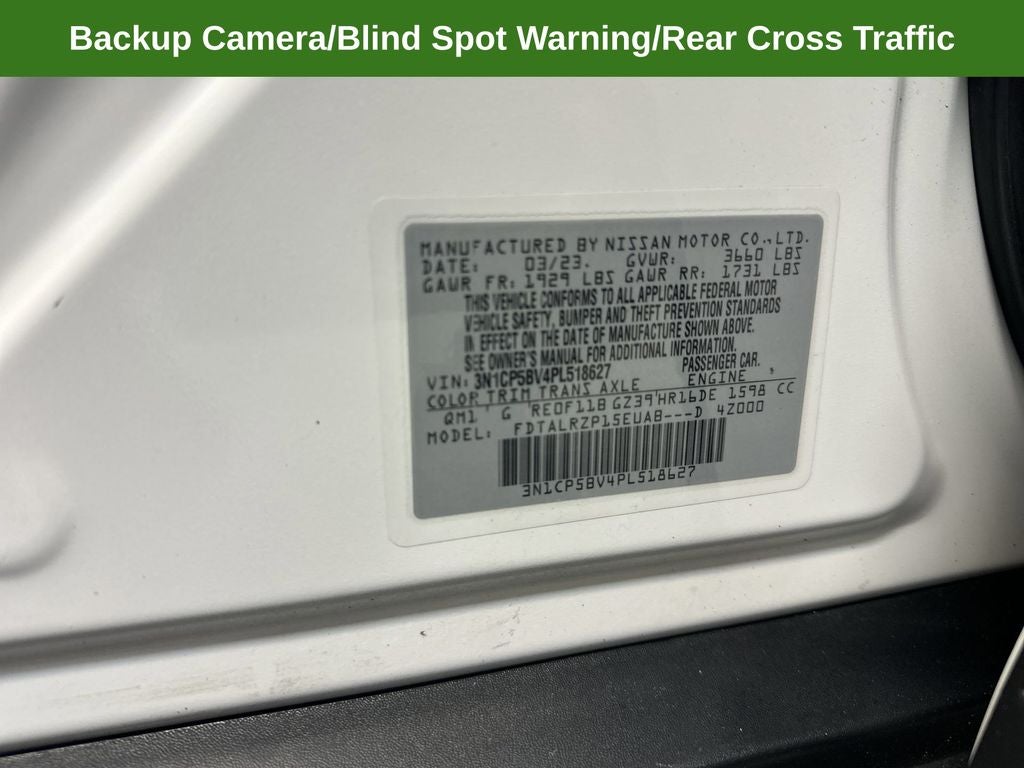 Backup Camera/Blind Spot Warning/Rear Cross Traffic
MANUFACTURED BY NISSAN MOTOR CO.,LTD.
DATE: 03/23. GVWR: 3660 LBS
GAWR FR: 1929 LBS GAWR RR: 1731 LBS
THIS VEHICLE CONFORMS TO ALL APPLICABLE FEDERAL MOTOR
VEHICLE SAFETY, BUMPER AND THEFT PREVENTION STANDARDS
IN EFFECT ON THE DATE OF MANUFACTURE SHOWN ABOVE.
SEE OWNER'S MANUAL FOR ADDITIONAL INFORMATION.
VIN: 3N1CP5BV4PL518627 PASSENGER CAR.
COLOR TRIM TRANS AXLE ENGINE
QM1 G RE0F11B GZ39 HR16DE 1598 CC
MODEL: FDTALRZP15EUAB---D 4Z000
3N1CP5BV4PL518627